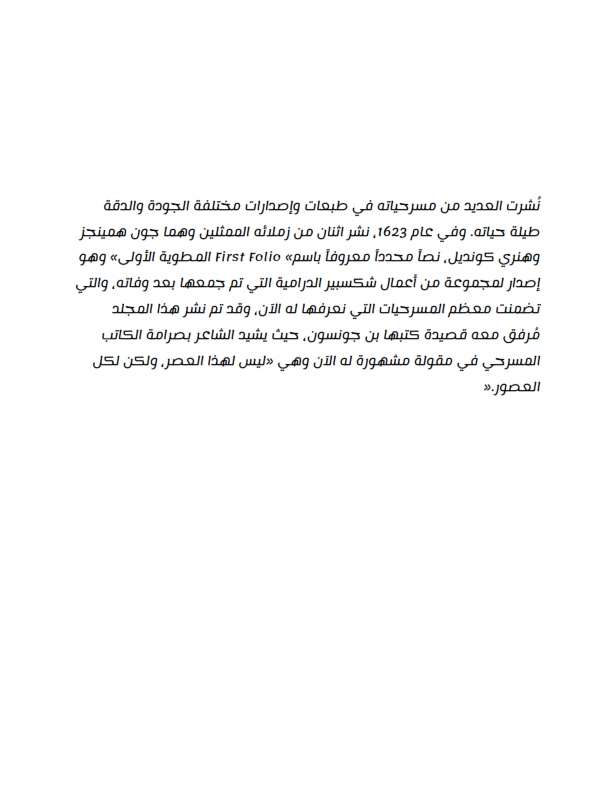 نُشرت العديد من مسرحياته في طبعات وإصدارات مختلفة الجودة والدقة
طيلة حياته. وفي عام 1623، نشر اثنان من زملائه الممثلين وهما جون همينجز
وهنري كونديل، نصاً محدداً معروفاً باسم» First Folio المطوية الأولى» وهو
إصدار لمجموعة من أعمال شكسبير الدرامية التي تم جمعها بعد وفاته، والتي
تضمنت معظم المسرحيات التي نعرفها له الآن، وقد تم نشر هذا المجلد
مُرفق معه قصيدة كتبها بن جونسون، حيث يشيد الشاعر بصرامة الكاتب
المسرحي في مقولة مشهورة له الآن وهي «ليس لهذا العصر، ولكن لكل
العصور.«